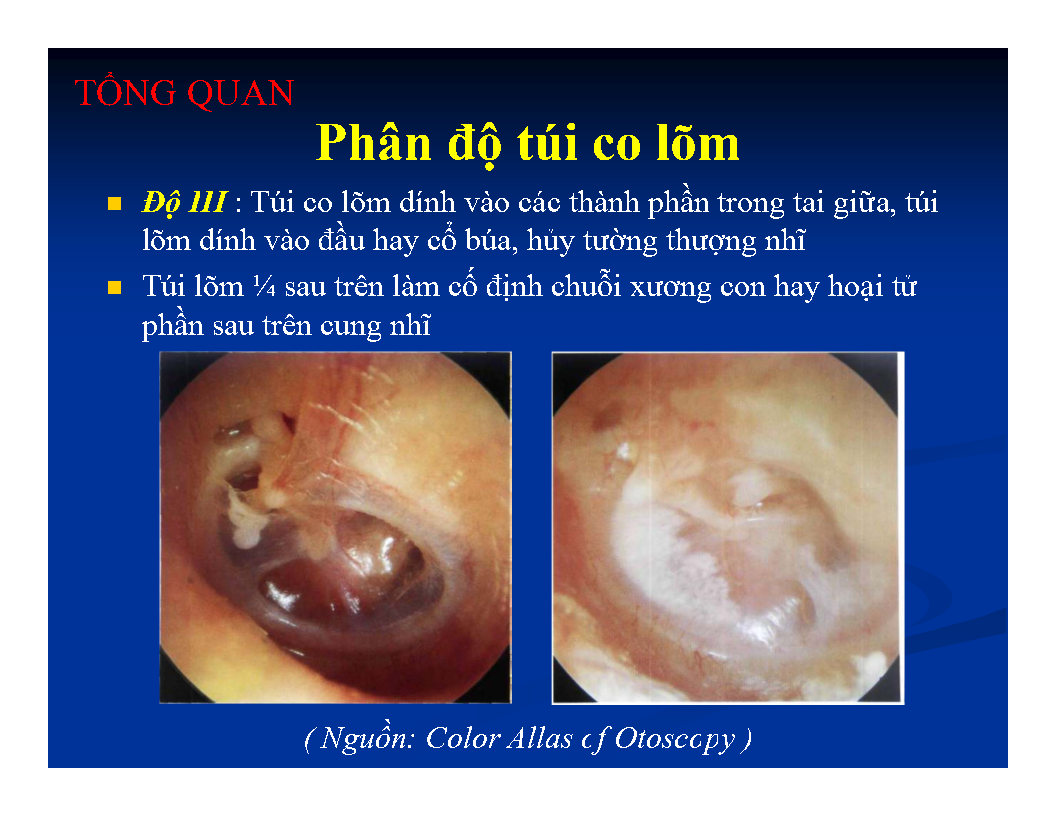 TỔNG QUAN
Phân độ túi co lõm
Độ III : Túi co lõm dính vào các thành phần trong tai giữa, túi
lõm dính vào đầu hay cổ búa, hủy tường thượng nhĩ
Túi lõm ¼ sau trên làm cố định chuỗi xương con hay hoại tử
phần sau trên cung nhĩ
( Nguồn: Color Allas of Otoscopy )